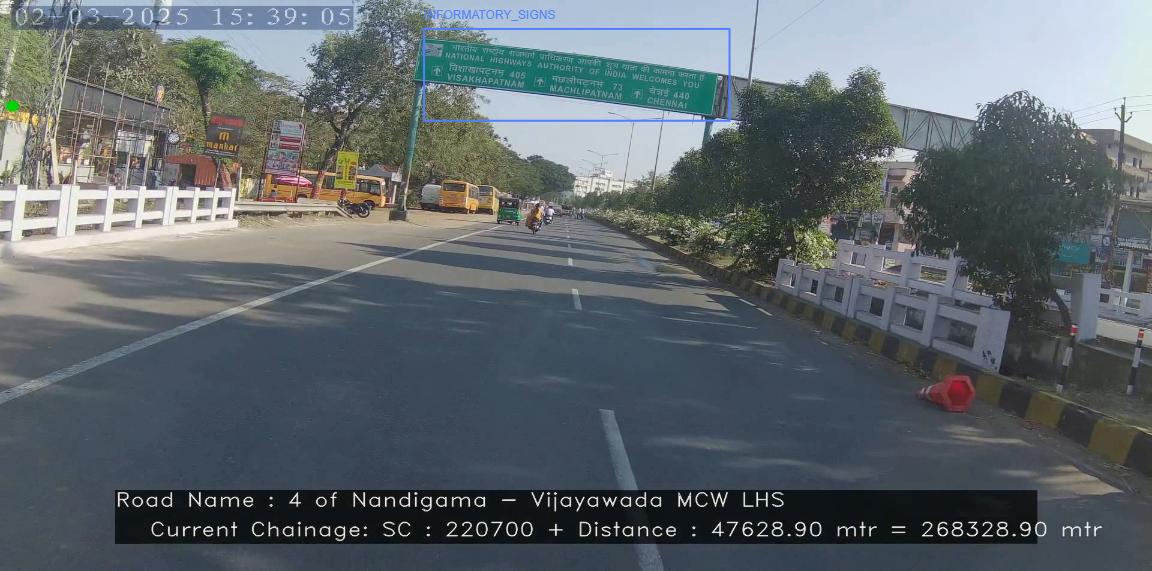 02-03-2025 15:39:05
INFORMATORY_SIGNS
भारतीय राष्ट्रीय राजमार्ग प्राधिकरण आपकी शुभ यात्रा की कामना करता है
NATIONAL HIGHWAYS AUTHORITY OF INDIA WELCOMES YOU
विशाखापटनम 405 मछलीपटनम 73 चेन्नई 440
VISAKHAPATNAM MACHLIPATNAM CHENNAI
manhar
Road Name : 4 of Nandigama - Vijayawada MCW LHS
Current Chainage: SC : 220700 + Distance : 47628.90 mtr = 268328.90 mtr